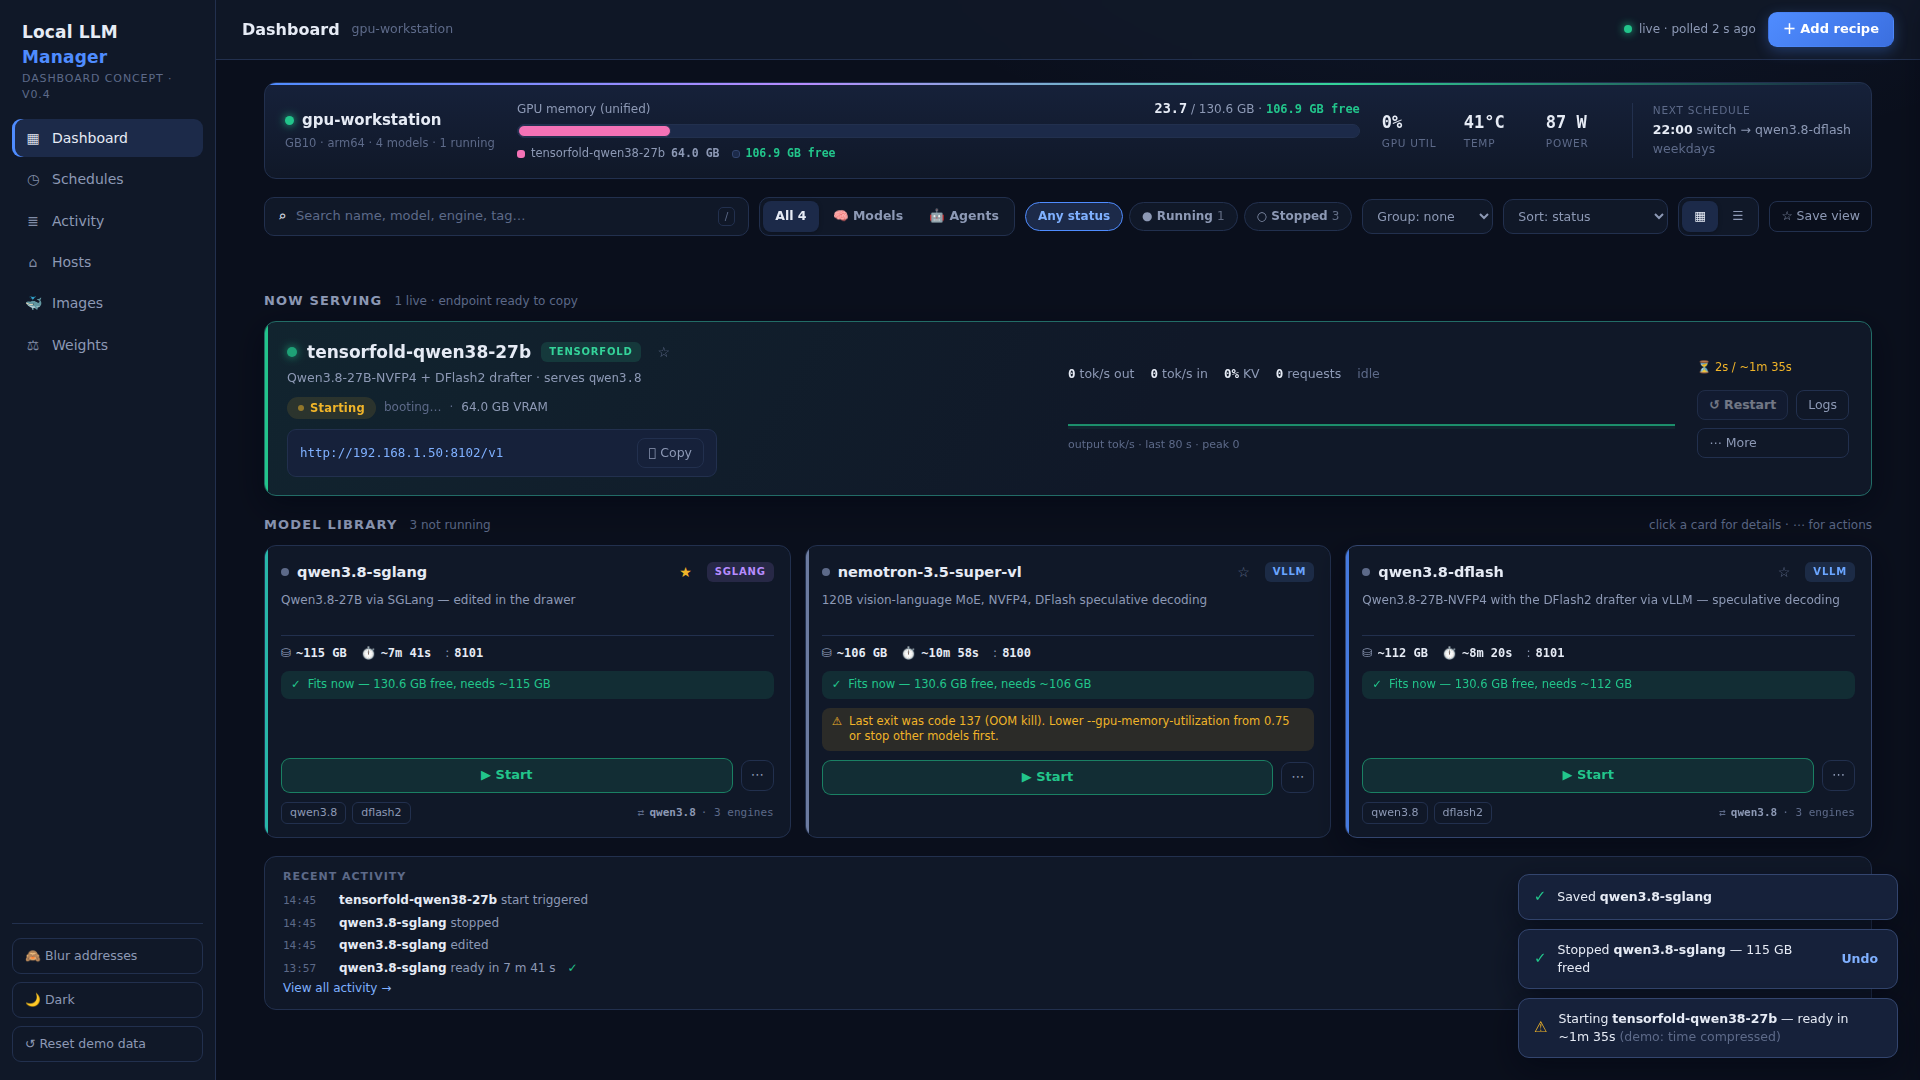 Local LLM
Manager
DASHBOARD CONCEPT ·
V0.4
Dashboard
Schedules
Activity
Hosts
Images
Weights
Blur addresses
Dark
↺ Reset demo data
Dashboard gpu-workstation
live · polled 2 s ago
+ Add recipe
gpu-workstation
GB10 · arm64 · 4 models · 1 running
GPU memory (unified)
23.7 / 130.6 GB · 106.9 GB free
tensorfold-qwen38-27b 64.0 GB 106.9 GB free
0%
GPU UTIL
41°C
TEMP
87 W
POWER
NEXT SCHEDULE
22:00 switch → qwen3.8-dflash
weekdays
Search name, model, engine, tag... /
All 4 Models Agents
Any status ● Running 1 ○ Stopped 3
Group: none
Sort: status
☆ Save view
NOW SERVING 1 live · endpoint ready to copy
tensorfold-qwen38-27b TENSORFOLD ☆
Qwen3.8-27B-NVFP4 + DFlash2 drafter · serves qwen3.8
Starting booting... · 64.0 GB VRAM
http://192.168.1.50:8102/v1 Copy
0 tok/s out 0 tok/s in 0% KV 0 requests idle
output tok/s · last 80 s · peak 0
⏳ 2s / ~1m 35s
↺ Restart Logs
⋯ More
MODEL LIBRARY 3 not running
click a card for details · ⋯ for actions
qwen3.8-sglang ★ SGLANG
Qwen3.8-27B via SGLang — edited in the drawer
~115 GB ⏱ ~7m 41s : 8101
✓ Fits now — 130.6 GB free, needs ~115 GB
▶ Start ⋯
qwen3.8 dflash2 ⇄ qwen3.8 · 3 engines
nemotron-3.5-super-vl ☆ VLLM
120B vision-language MoE, NVFP4, DFlash speculative decoding
~106 GB ⏱ ~10m 58s : 8100
✓ Fits now — 130.6 GB free, needs ~106 GB
⚠ Last exit was code 137 (OOM kill). Lower --gpu-memory-utilization from 0.75
or stop other models first.
▶ Start ⋯
qwen3.8-dflash ☆ VLLM
Qwen3.8-27B-NVFP4 with the DFlash2 drafter via vLLM — speculative decoding
~112 GB ⏱ ~8m 20s : 8101
✓ Fits now — 130.6 GB free, needs ~112 GB
▶ Start ⋯
qwen3.8 dflash2 ⇄ qwen3.8 · 3 engines
RECENT ACTIVITY
14:45 tensorfold-qwen38-27b start triggered
14:45 qwen3.8-sglang stopped
14:45 qwen3.8-sglang edited
13:57 qwen3.8-sglang ready in 7 m 41 s ✓
View all activity →
✓ Saved qwen3.8-sglang
✓ Stopped qwen3.8-sglang — 115 GB
freed
Undo
⚠ Starting tensorfold-qwen38-27b — ready in
~1m 35s (demo: time compressed)